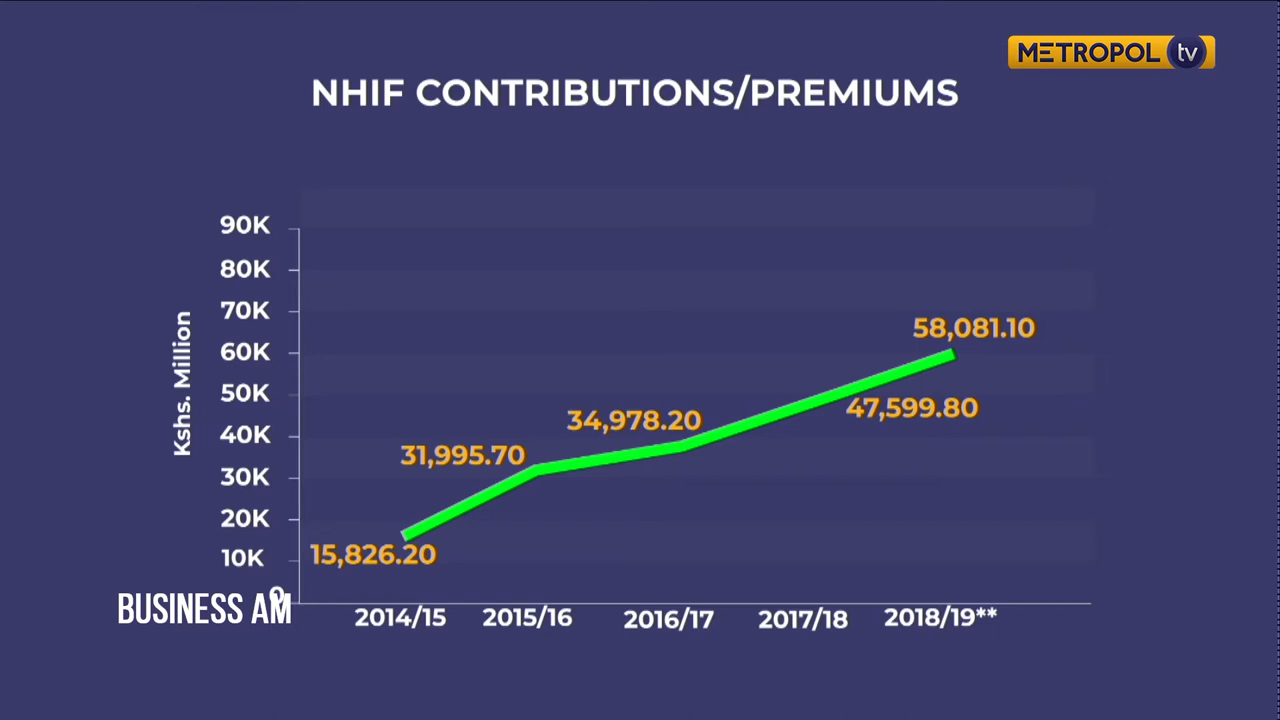 METROPOL tv
NHIF CONTRIBUTIONS/PREMIUMS
Kshs. Million
90K
80K
70K
60K
50K
40K
30K
20K
10K
0
15,826.20
31,995.70
34,978.20
47,599.80
58,081.10
2014/15 2015/16 2016/17 2017/18 2018/19**
BUSINESS AM